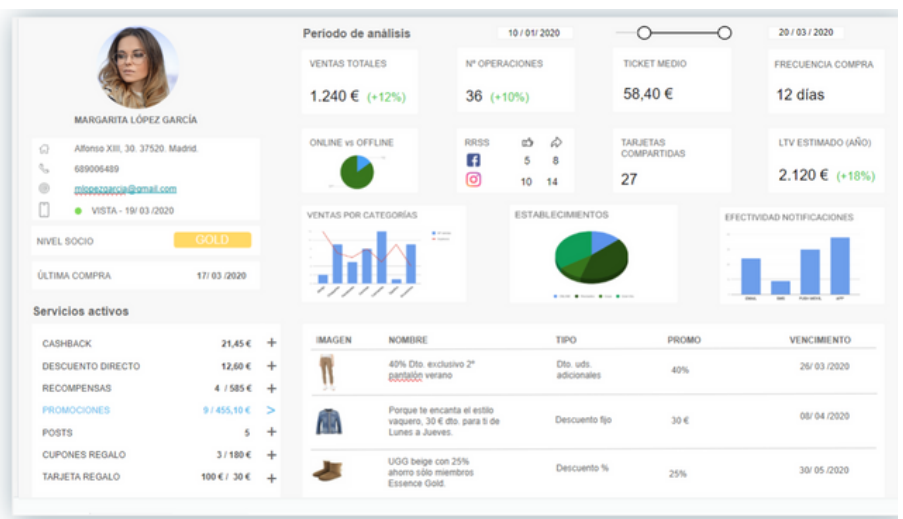 Periodo de análisis
10 / 01/ 2020
20 / 03 / 2020
MARGARITA LÓPEZ GARCÍA
Alfonso XIII, 30. 37520. Madrid.
689006489
mlopezgarcia@gmail.com
VISTA - 19/ 03 /2020
NIVEL SOCIO
GOLD
ÚLTIMA COMPRA
17/ 03 /2020
VENTAS TOTALES
1.240 € (+12%)
Nº OPERACIONES
36 (+10%)
TICKET MEDIO
58,40 €
FRECUENCIA COMPRA
12 días
ONLINE vs OFFLINE
RRSS
5 8
10 14
TARJETAS
COMPARTIDAS
27
LTV ESTIMADO (AÑO)
2.120 € (+18%)
VENTAS POR CATEGORÍAS
ESTABLECIMIENTOS
EFECTIVIDAD NOTIFICACIONES
EMAIL SMS PUSH MOVIL APP
Servicios activos
CASHBACK 21,45 € +
DESCUENTO DIRECTO 12,60 € +
RECOMPENSAS 4 / 585 € +
PROMOCIONES 9 / 455,10 € >
POSTS 5 +
CUPONES REGALO 3 / 180 € +
TARJETA REGALO 100 € / 30 € +
IMAGEN NOMBRE TIPO PROMO VENCIMIENTO
40% Dto. exclusivo 2ª
pantalón verano
Dto. uds.
adicionales
40%
26/ 03 /2020
Porque te encanta el estilo
vaquero, 30 € dto. para ti de
Lunes a Jueves.
Descuento fijo
30 €
08/ 04 /2020
UGG beige con 25%
ahorro sólo miembros
Essence Gold.
Descuento %
25%
30/ 05 /2020